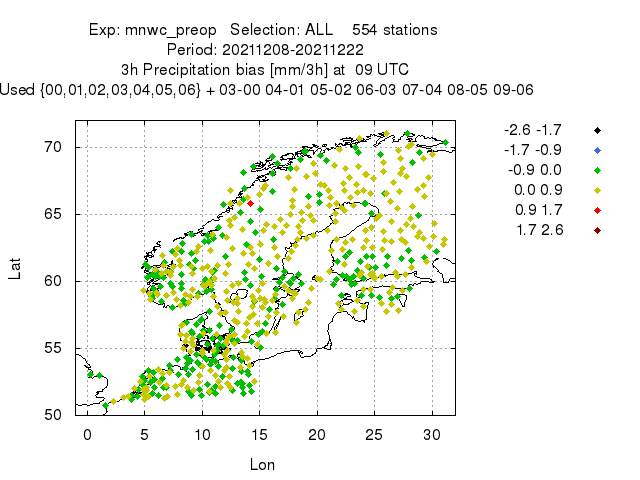 Exp: mnwc_preop   Selection: ALL    554 stations
Period: 20211208-20211222
3h Precipitation bias [mm/3h] at  09 UTC
Used {00,01,02,03,04,05,06} + 03-00 04-01 05-02 06-03 07-04 08-05 09-06
-2.6 -1.7
-1.7 -0.9
-0.9 0.0
0.0 0.9
0.9 1.7
1.7 2.6
70
65
60
55
50
Lat
0 5 10 15 20 25 30
Lon